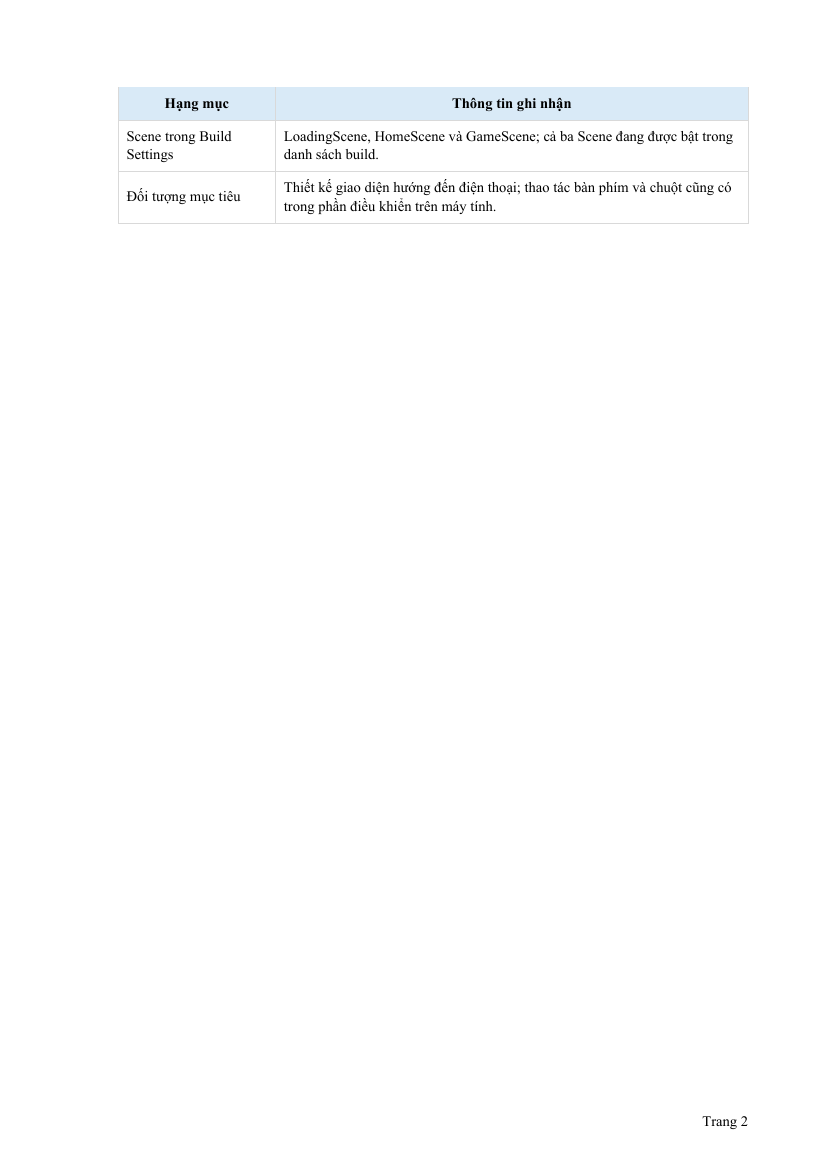 Hạng mục Thông tin ghi nhận
Scene trong Build
Settings
LoadingScene, HomeScene và GameScene; cả ba Scene đang được bật trong
danh sách build.
Đối tượng mục tiêu
Thiết kế giao diện hướng đến điện thoại; thao tác bàn phím và chuột cũng có
trong phần điều khiển trên máy tính.
Trang 2